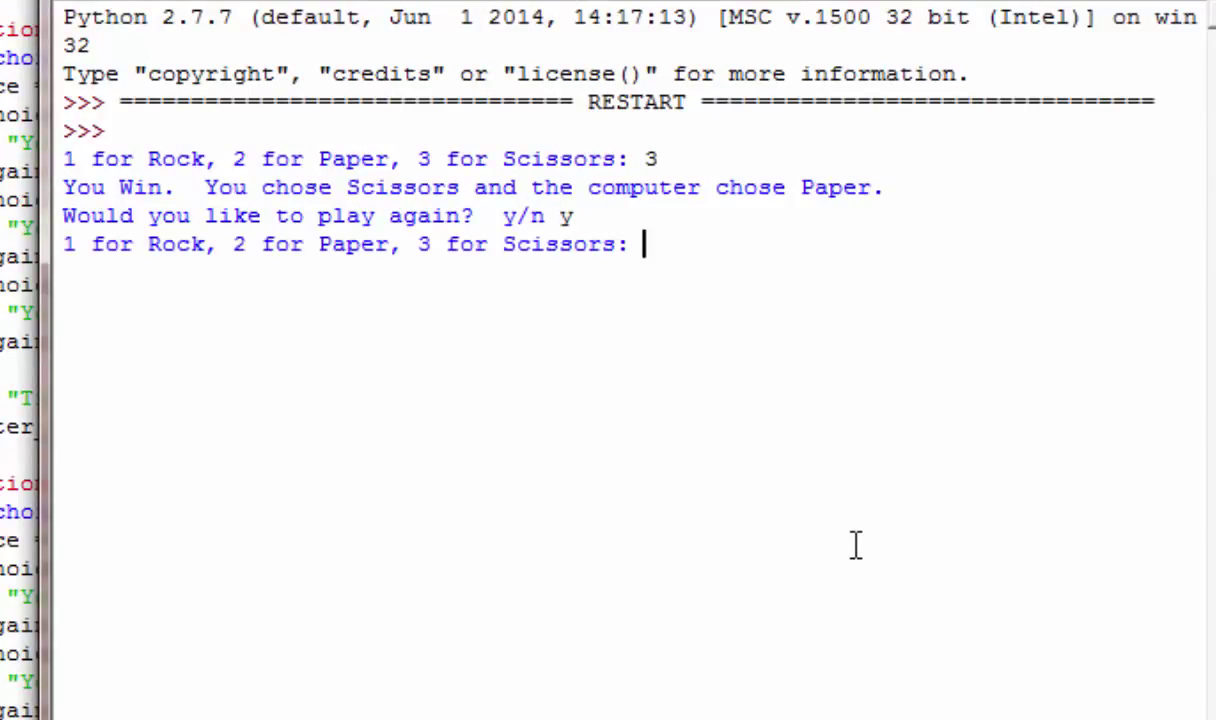 Python 2.7.7 (default, Jun  1 2014, 14:17:13) [MSC v.1500 32 bit (Intel)] on win
32
Type "copyright", "credits" or "license()" for more information.
>>> ================================ RESTART ================================
>>>
1 for Rock, 2 for Paper, 3 for Scissors: 3
You Win.  You chose Scissors and the computer chose Paper.
Would you like to play again?  y/n y
1 for Rock, 2 for Paper, 3 for Scissors: